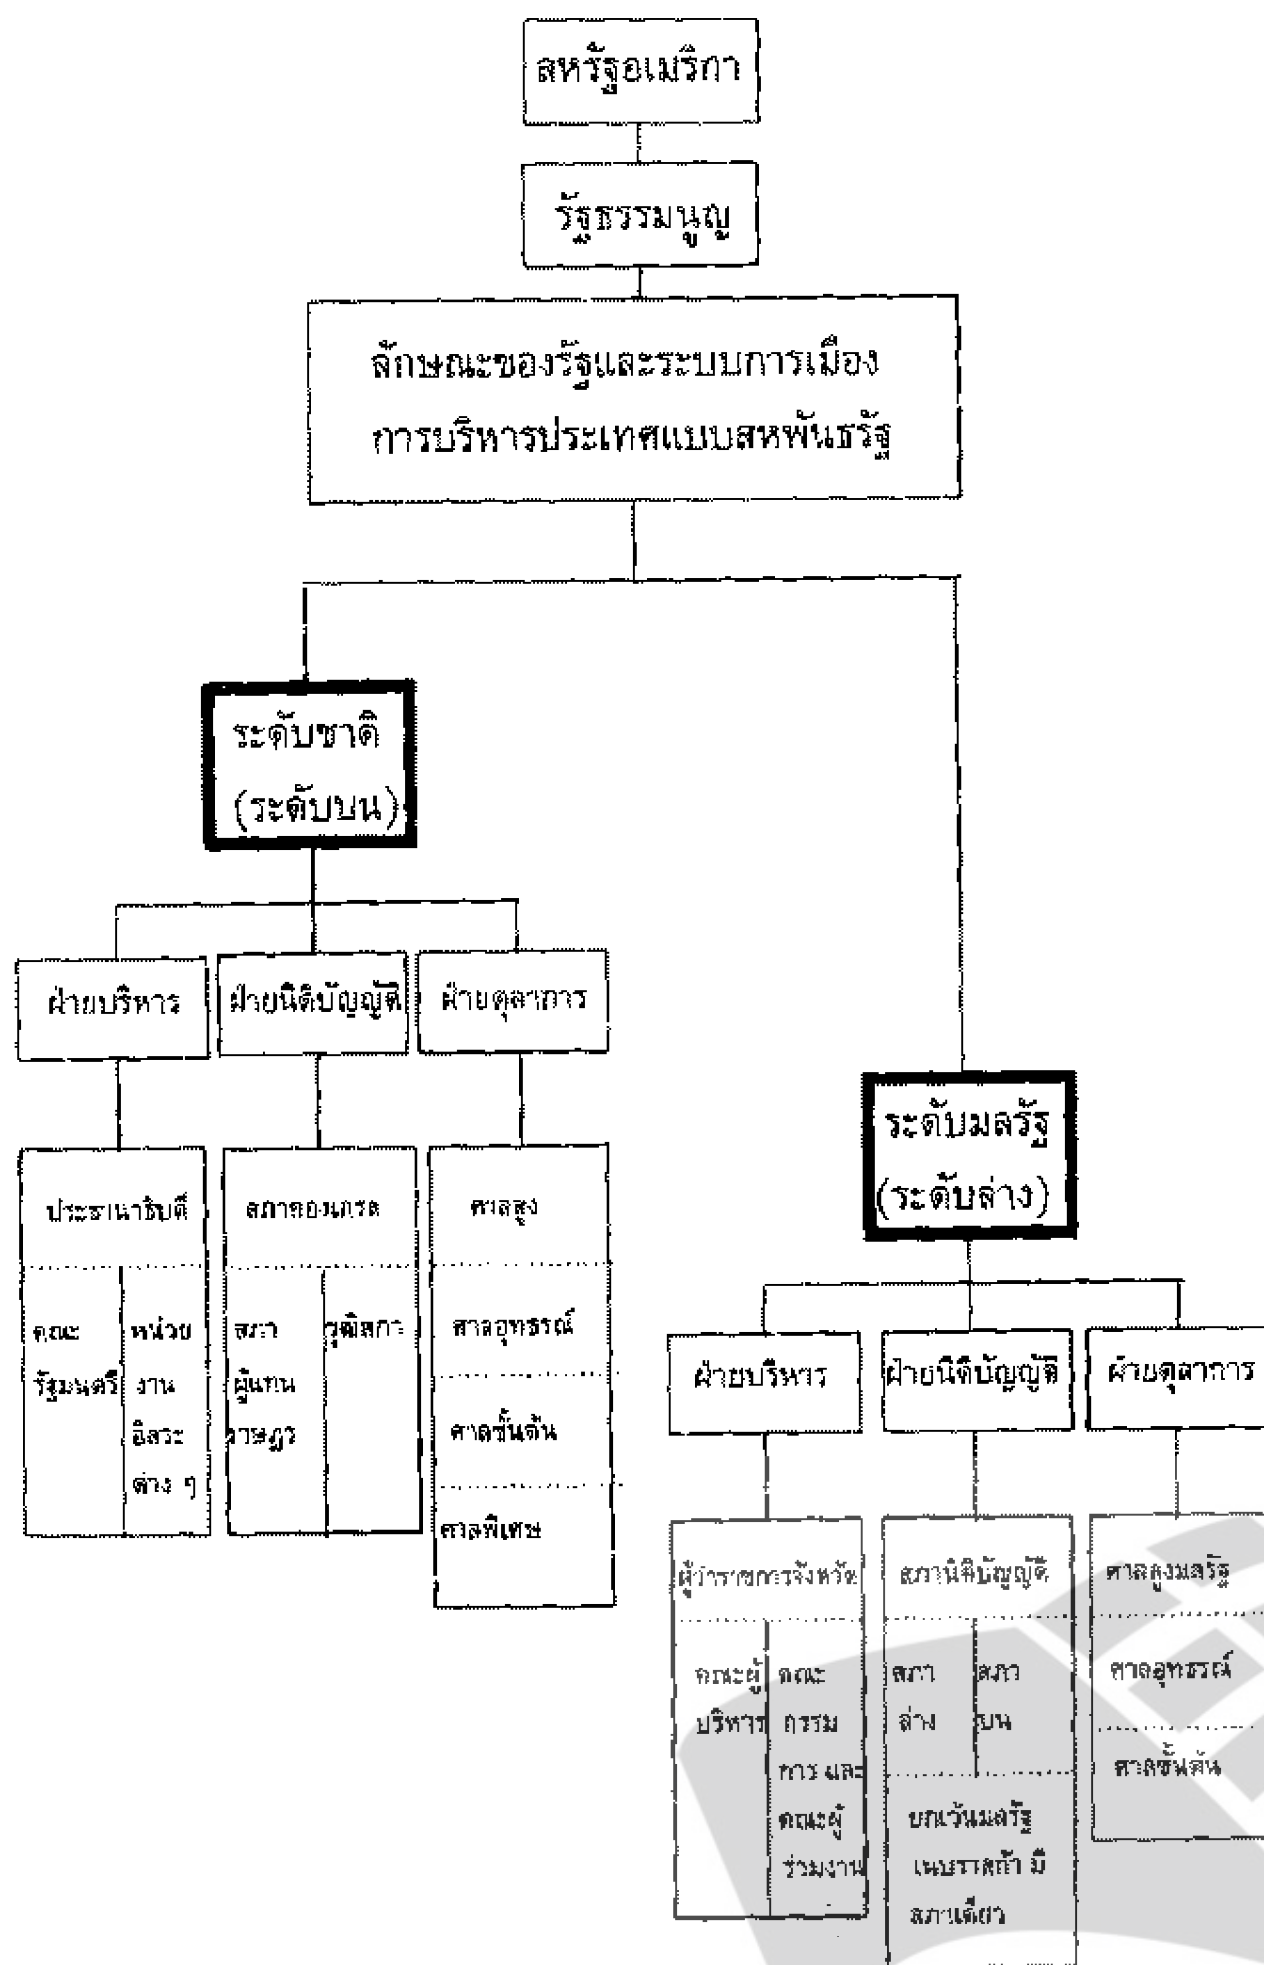 สหรัฐอเมริกา
รัฐธรรมนูญ
ลักษณะของรัฐและระบบการเมือง
การบริหารประเทศแบบสหพันธรัฐ
ระดับชาติ
(ระดับบน)
ฝ่ายบริหาร
ฝ่ายนิติบัญญัติ
ฝ่ายตุลาการ
ประธานาธิบดี
คณะ
รัฐมนตรี
หน่วย
งาน
อิสระ
ต่าง ๆ
สภาคองเกรส
สภา
ผู้แทน
ราษฎร
วุฒิสภา
ศาลสูง
ศาลอุทธรณ์
ศาลชั้นต้น
ศาลพิเศษ
ระดับมลรัฐ
(ระดับล่าง)
ฝ่ายบริหาร
ฝ่ายนิติบัญญัติ
ฝ่ายตุลาการ
ผู้ว่าราชการจังหวัด
คณะผู้
บริหาร
คณะ
กรรม
การ และ
คณะผู้
ร่วมงาน
สภานิติบัญญัติ
สภา
ล่าง
สภา
บน
ยกเว้นมลรัฐ
เนบราสก้า มี
สภาเดียว
ศาลสูงมลรัฐ
ศาลอุทธรณ์
ศาลชั้นต้น